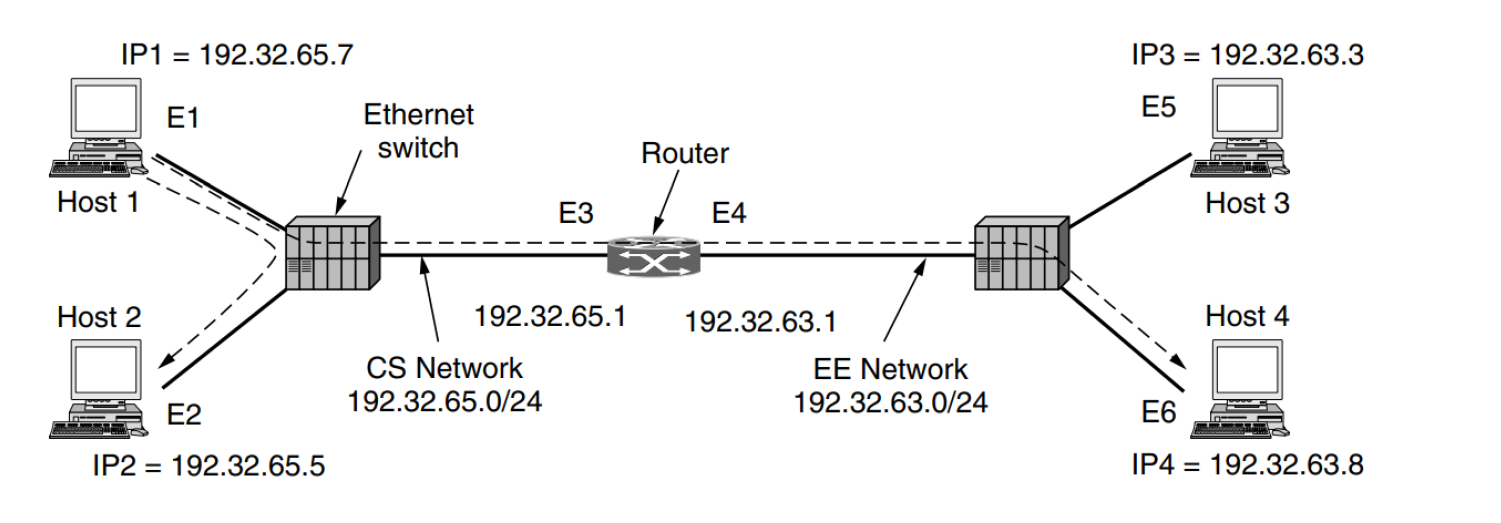 IP1 = 192.32.65.7
IP3 = 192.32.63.3
E1
Ethernet
switch
E5
Router
Host 1
Host 3
E3
E4
Host 2
192.32.65.1
192.32.63.1
Host 4
CS Network
192.32.65.0/24
EE Network
192.32.63.0/24
E2
E6
IP2 = 192.32.65.5
IP4 = 192.32.63.8